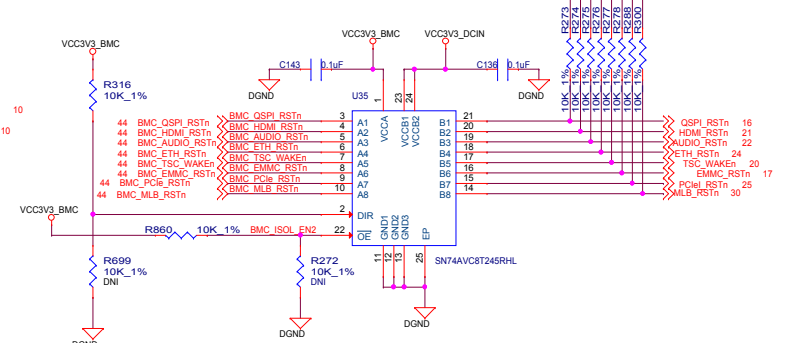 R273
R274
R275
R276
R277
R278
R288
R300
10K_1%
10K_1%
10K_1%
10K_1%
10K_1%
10K_1%
10K_1%
10K_1%
VCC3V3_BMC
VCC3V3_BMC
VCC3V3_DCIN
C143
0.1uF
C136
0.1uF
R316
10K_1%
DGND
DGND
U35
10
10
44 BMC_QSPI_RSTn
44 BMC_HDMI_RSTn
44 BMC_AUDIO_RSTn
44 BMC_ETH_RSTn
44 BMC_TSC_WAKEn
44 BMC_EMMC_RSTn
44 BMC_PCIe_RSTn
44 BMC_MLB_RSTn
BMC_QSPI_RSTn
BMC_HDMI_RSTn
BMC_AUDIO_RSTn
BMC_ETH_RSTn
BMC_TSC_WAKEn
BMC_EMMC_RSTn
BMC_PCIe_RSTn
BMC_MLB_RSTn
1
23
24
VCCA
VCCB1
VCCB2
3 A1
4 A2
5 A3
6 A4
7 A5
8 A6
9 A7
10 A8
2 DIR
22 OE
B1 21
B2 20
B3 19
B4 18
B5 17
B6 16
B7 15
B8 14
QSPI_RSTn 16
HDMI_RSTn 21
AUDIO_RSTn 22
ETH_RSTn 24
TSC_WAKEn 20
EMMC_RSTn 17
PCIeI_RSTn 25
MLB_RSTn 30
VCC3V3_BMC
R860 10K_1% BMC_ISOL_EN2
GND1
GND2
GND3
EP
11
12
13
25
SN74AVC8T245RHL
R699
10K_1%
DNI
R272
10K_1%
DNI
DGND
DGND
DGND